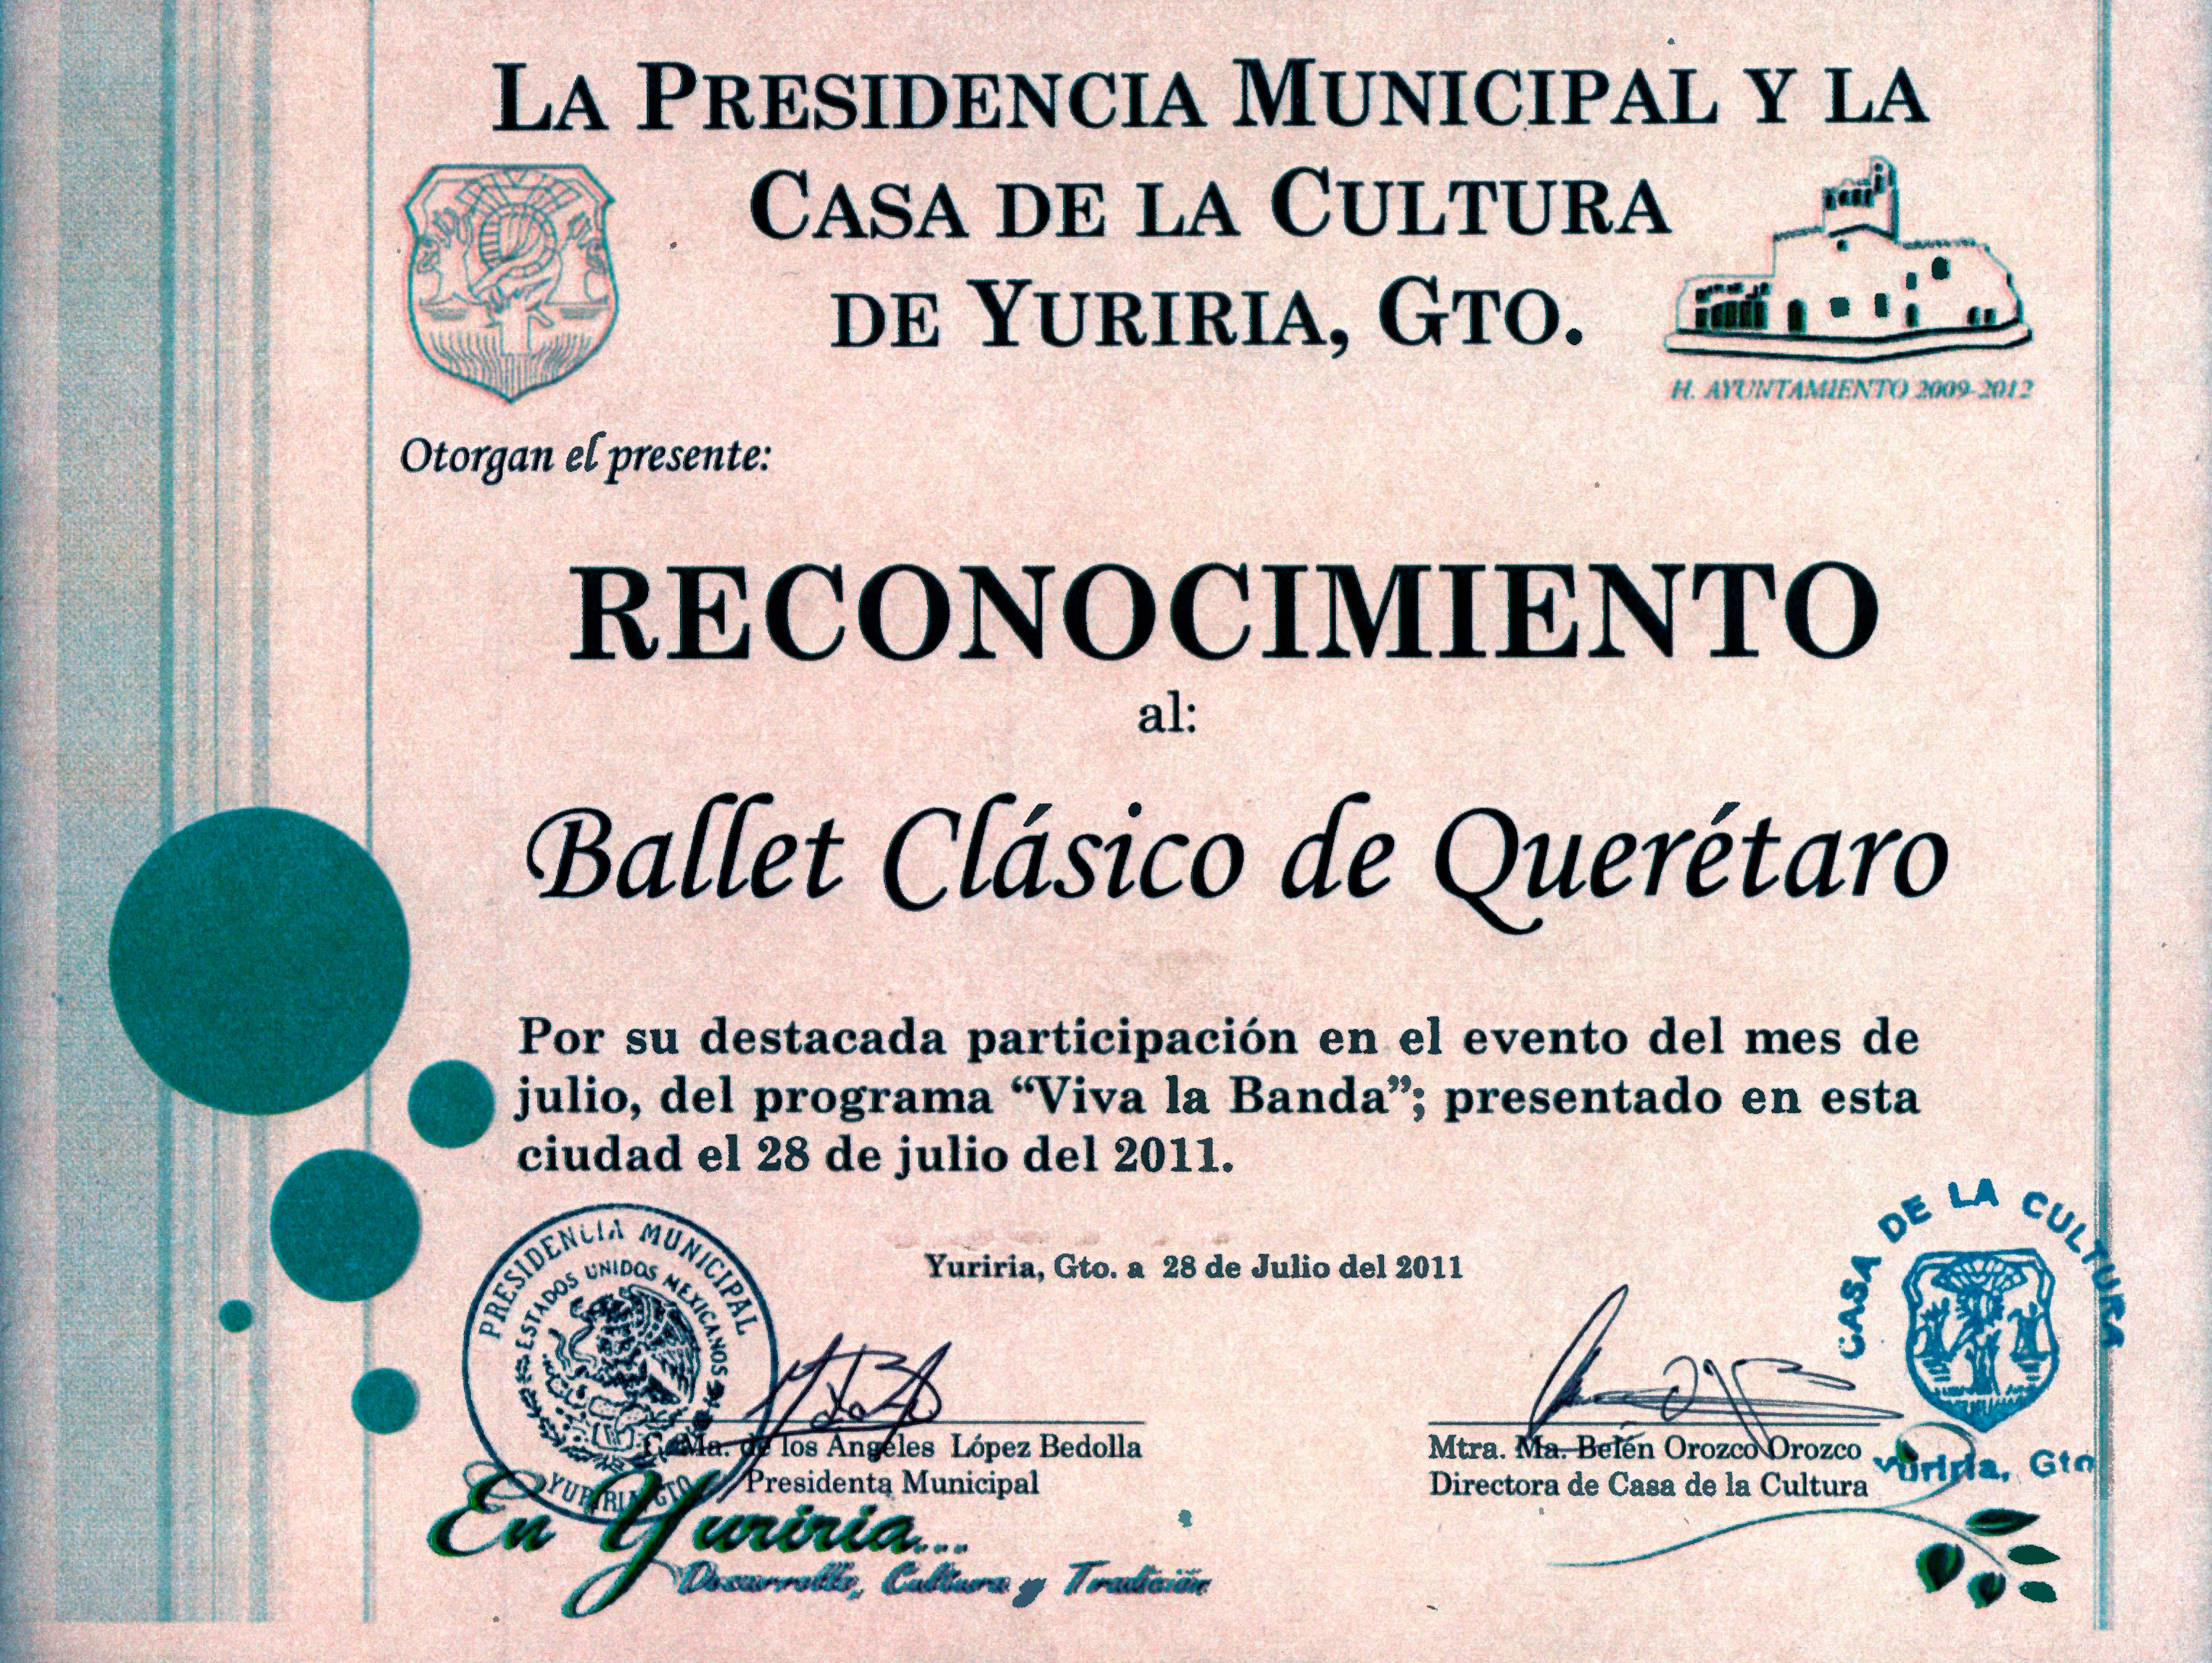 LA PRESIDENCIA MUNICIPAL Y LA
CASA DE LA CULTURA
DE YURIRIA, GTO.
H. AYUNTAMIENTO 2009-2012
Otorgan el presente:
RECONOCIMIENTO
al:
Ballet Clásico de Querétaro
Por su destacada participación en el evento del mes de
julio, del programa “Viva la Banda”; presentado en esta
ciudad el 28 de julio del 2011.
Yuriria, Gto. a 28 de Julio del 2011
PRESIDENCIA MUNICIPAL
ESTADOS UNIDOS MEXICANOS
YURIRIA, GTO
CASA DE LA CULTURA
Yuriria, Gto
C. Ma. de los Angeles López Bedolla
Presidenta Municipal
Mtra. Ma. Belén Orozco Orozco
Directora de Casa de la Cultura
En Yuriria...
Desarrollo, Cultura y Tradición